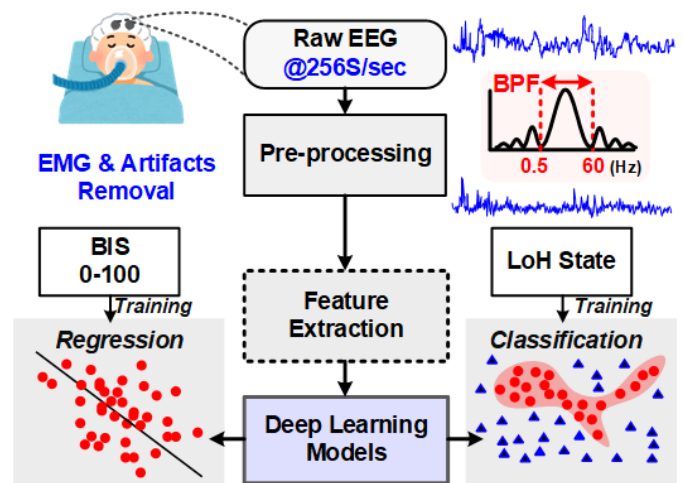 Raw EEG
@256S/sec
BPF
0.5
60 (Hz)
Pre-processing
EMG & Artifacts
Removal
BIS
0-100
LoH State
Training
Training
Feature
Extraction
Regression
Classification
Deep Learning
Models